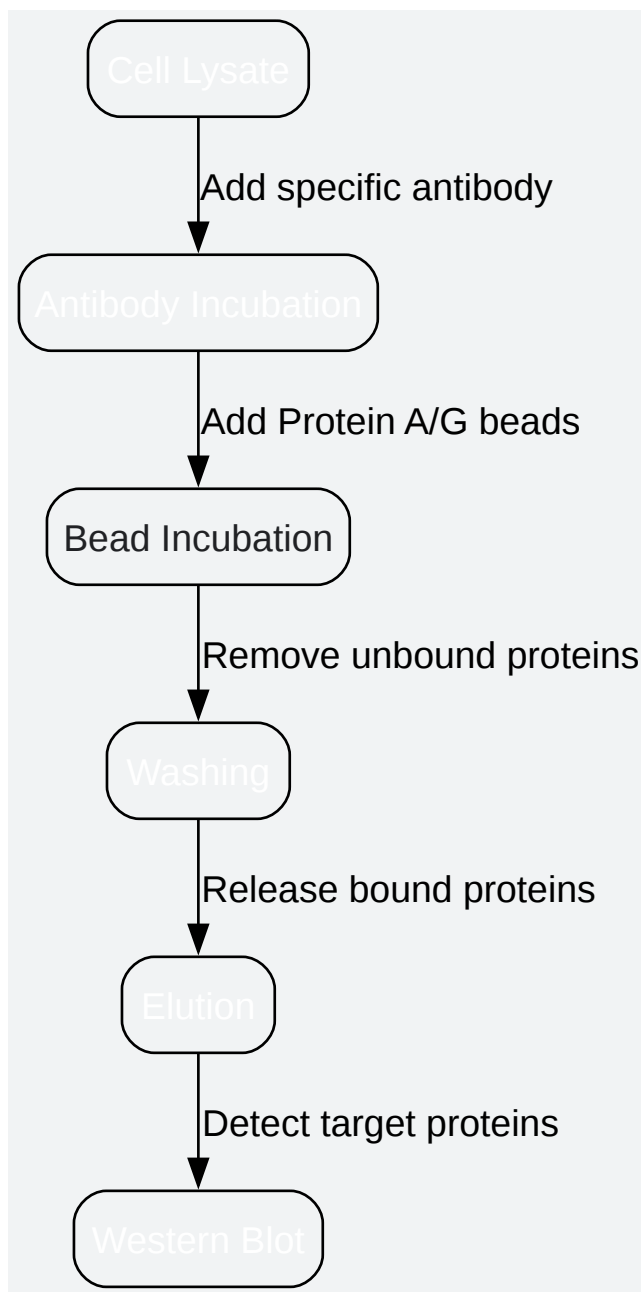 Cell Lysate
Add specific antibody
Antibody Incubation
Add Protein A/G beads
Bead Incubation
Remove unbound proteins
Washing
Release bound proteins
Elution
Detect target proteins
Western Blot